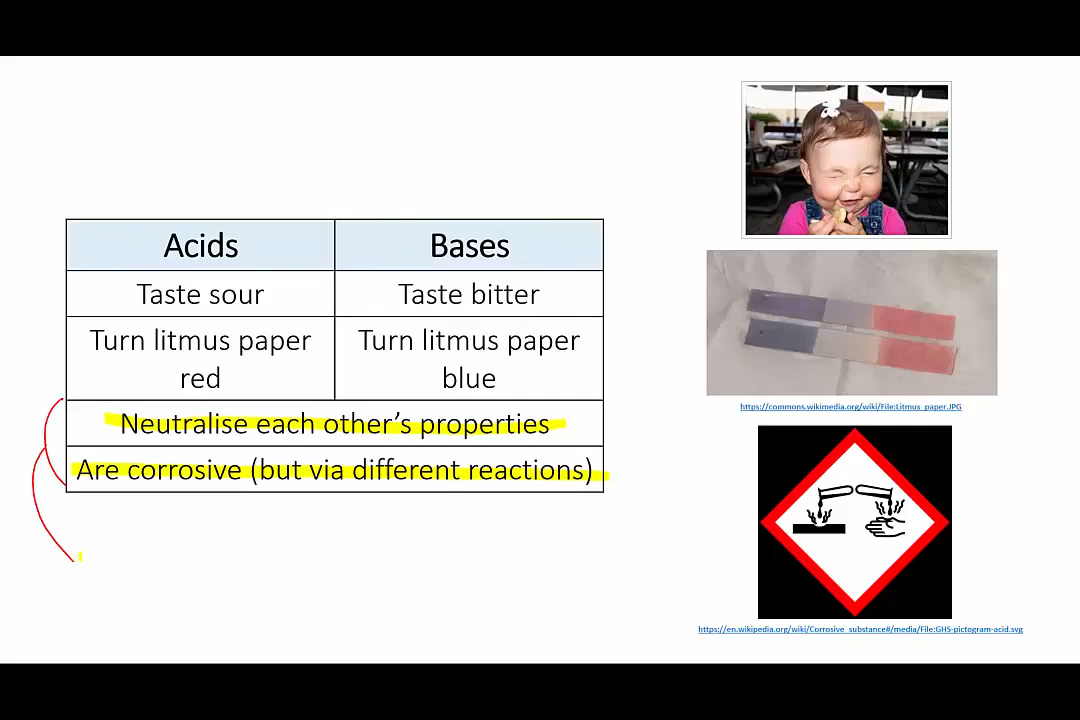 Acids
Bases
Taste sour
Taste bitter
Turn litmus paper
red
Turn litmus paper
blue
Neutralise each other’s properties
Are corrosive (but via different reactions)
https://commons.wikimedia.org/wiki/File:Litmus_paper.JPG
https://en.wikipedia.org/wiki/Corrosive_substance#/media/File:GHS-pictogram-acid.svg